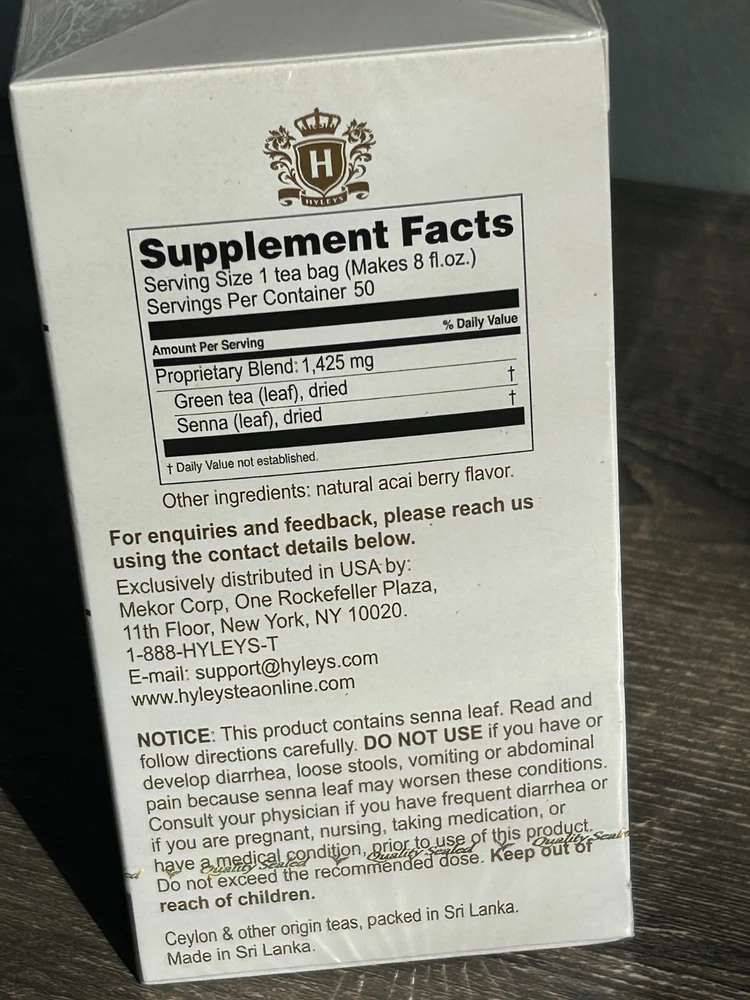 H
HYLEYS
Supplement Facts
Serving Size 1 tea bag (Makes 8 fl.oz.)
Servings Per Container 50
Amount Per Serving % Daily Value
Proprietary Blend: 1,425 mg
Green tea (leaf), dried †
Senna (leaf), dried †
† Daily Value not established.
Other ingredients: natural acai berry flavor.
For enquiries and feedback, please reach us
using the contact details below.
Exclusively distributed in USA by:
Mekor Corp, One Rockefeller Plaza,
11th Floor, New York, NY 10020.
1-888-HYLEYS-T
E-mail: support@hyleys.com
www.hyleysteaonline.com
NOTICE: This product contains senna leaf. Read and
follow directions carefully. DO NOT USE if you have or
develop diarrhea, loose stools, vomiting or abdominal
pain because senna leaf may worsen these conditions.
Consult your physician if you have frequent diarrhea or
if you are pregnant, nursing, taking medication, or
have a medical condition, prior to use of this product.
Quality Sealed Quality Sealed Quality Seal
Do not exceed the recommended dose. Keep out of
reach of children.
Ceylon & other origin teas, packed in Sri Lanka.
Made in Sri Lanka.